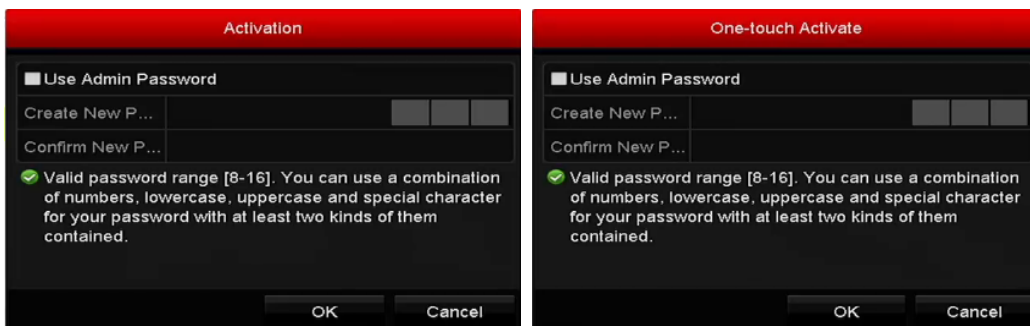 Activation
Use Admin Password
Create New P...
Confirm New P...
Valid password range [8-16]. You can use a combination
of numbers, lowercase, uppercase and special character
for your password with at least two kinds of them
contained.
OK
Cancel
One-touch Activate
Use Admin Password
Create New P...
Confirm New P...
Valid password range [8-16]. You can use a combination
of numbers, lowercase, uppercase and special character
for your password with at least two kinds of them
contained.
OK
Cancel